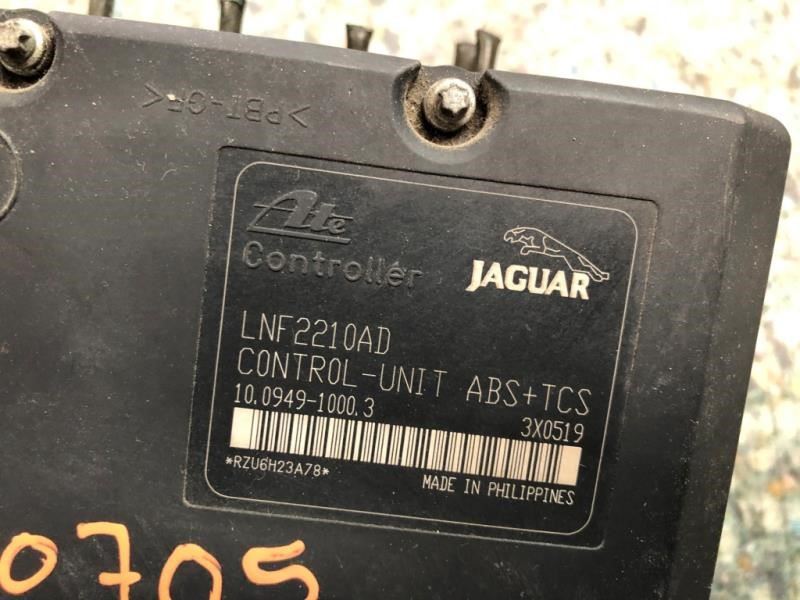 >PBT-GF<
Ate
Controller
JAGUAR
LNF2210AD
CONTROL-UNIT ABS+TCS
10.0949-1000.3
3X0519
*RZU6H23A78*
MADE IN PHILIPPINES
0705